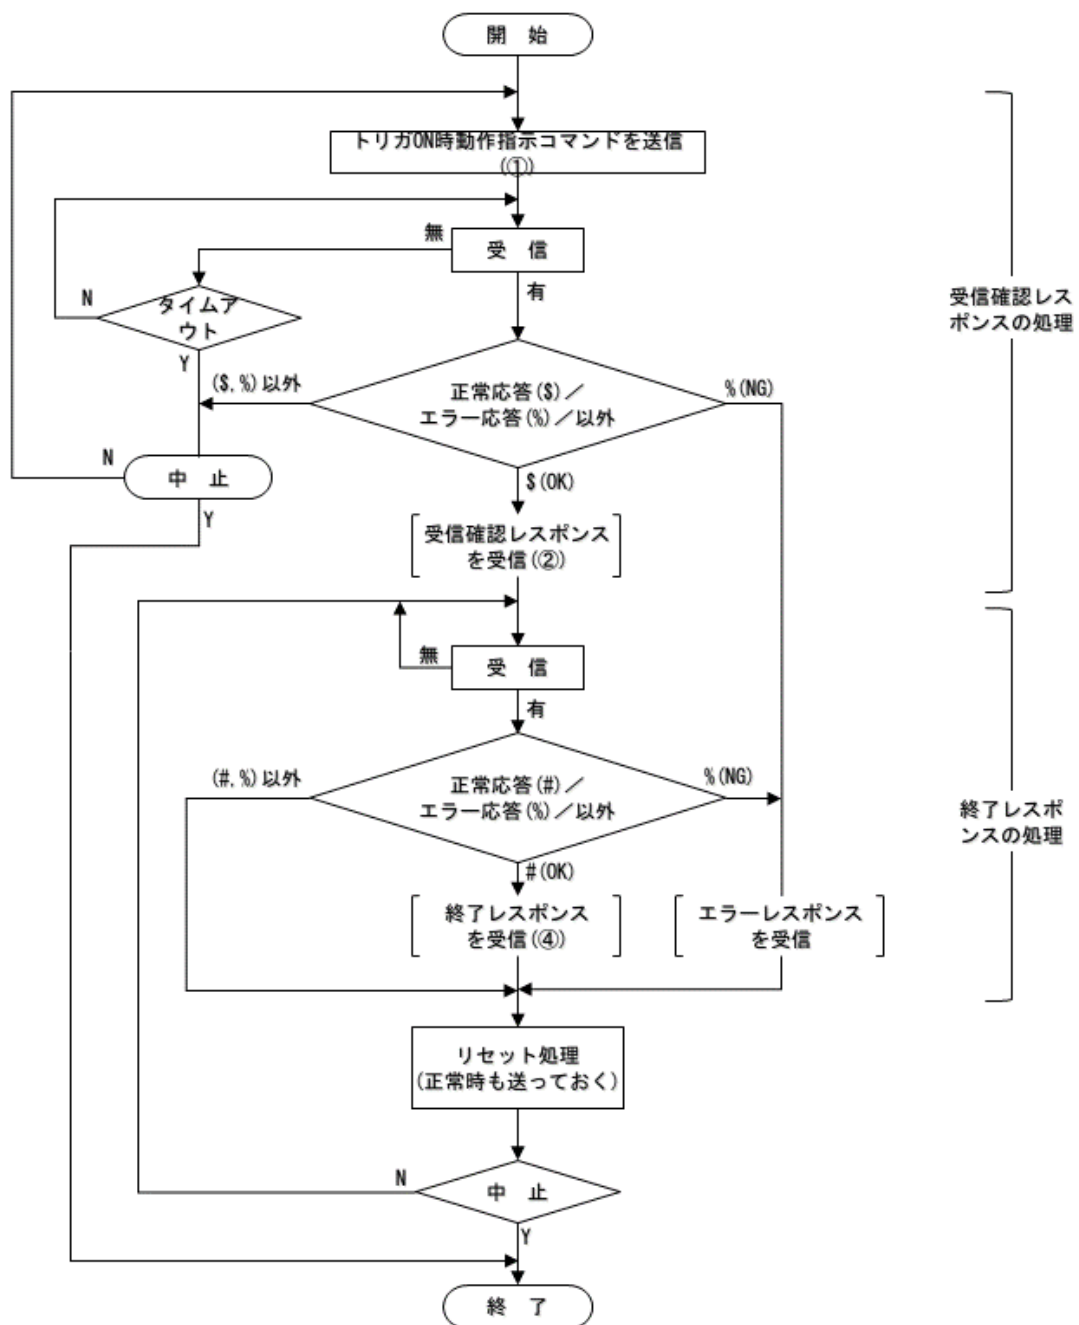 開 始
トリガON時動作指示コマンドを送信
(①)
無
受 信
有
N
タイムア
ウト
Y
受信確認レス
ポンスの処理
($,%)以外
正常応答($)／
エラー応答(%)／以外
%(NG)
N
中 止
Y
$(OK)
受信確認レスポンス
を受信(②)
無
受 信
有
(#,%)以外
正常応答(#)／
エラー応答(%)／以外
%(NG)
終了レスポ
ンスの処理
#(OK)
終了レスポンス
を受信(④)
エラーレスポンス
を受信
リセット処理
(正常時も送っておく)
N
中 止
Y
終 了